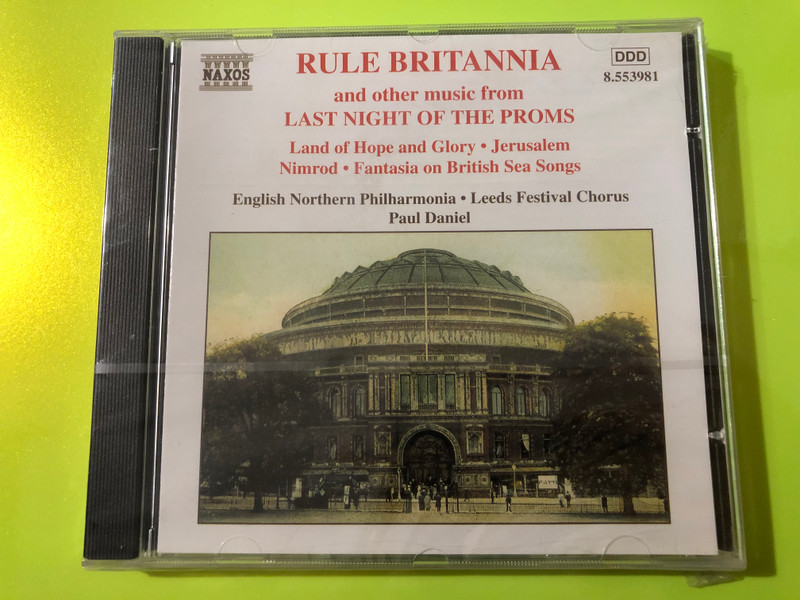 NAXOS
RULE BRITANNIA
DDD
8.553981
and other music from
LAST NIGHT OF THE PROMS
Land of Hope and Glory • Jerusalem
Nimrod • Fantasia on British Sea Songs
English Northern Philharmonia • Leeds Festival Chorus
Paul Daniel